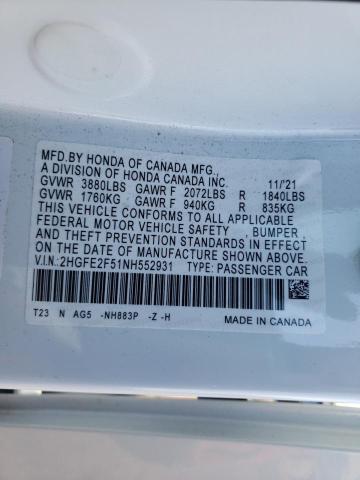 MFD.BY HONDA OF CANADA MFG., 11/'21
A DIVISION OF HONDA CANADA INC.
GVWR 3880LBS GAWR F 2072LBS R 1840LBS
GVWR 1760KG GAWR F 940KG R 835KG
THIS VEHICLE CONFORMS TO ALL APPLICABLE
FEDERAL MOTOR VEHICLE SAFETY , BUMPER ,
AND THEFT PREVENTION STANDARDS IN EFFECT
ON THE DATE OF MANUFACTURE SHOWN ABOVE.
V.I.N.:2HGFE2F51NH552931 TYPE: PASSENGER CAR
T23 N AG5 -NH883P -Z -H MADE IN CANADA